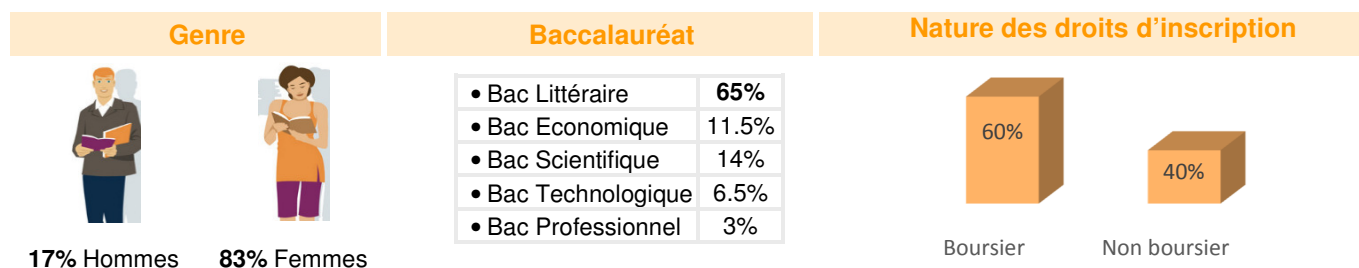 Genre
17% Hommes 83% Femmes
Baccalauréat
• Bac Littéraire 65%
• Bac Economique 11.5%
• Bac Scientifique 14%
• Bac Technologique 6.5%
• Bac Professionnel 3%
Nature des droits d'inscription
60%
40%
Boursier Non boursier